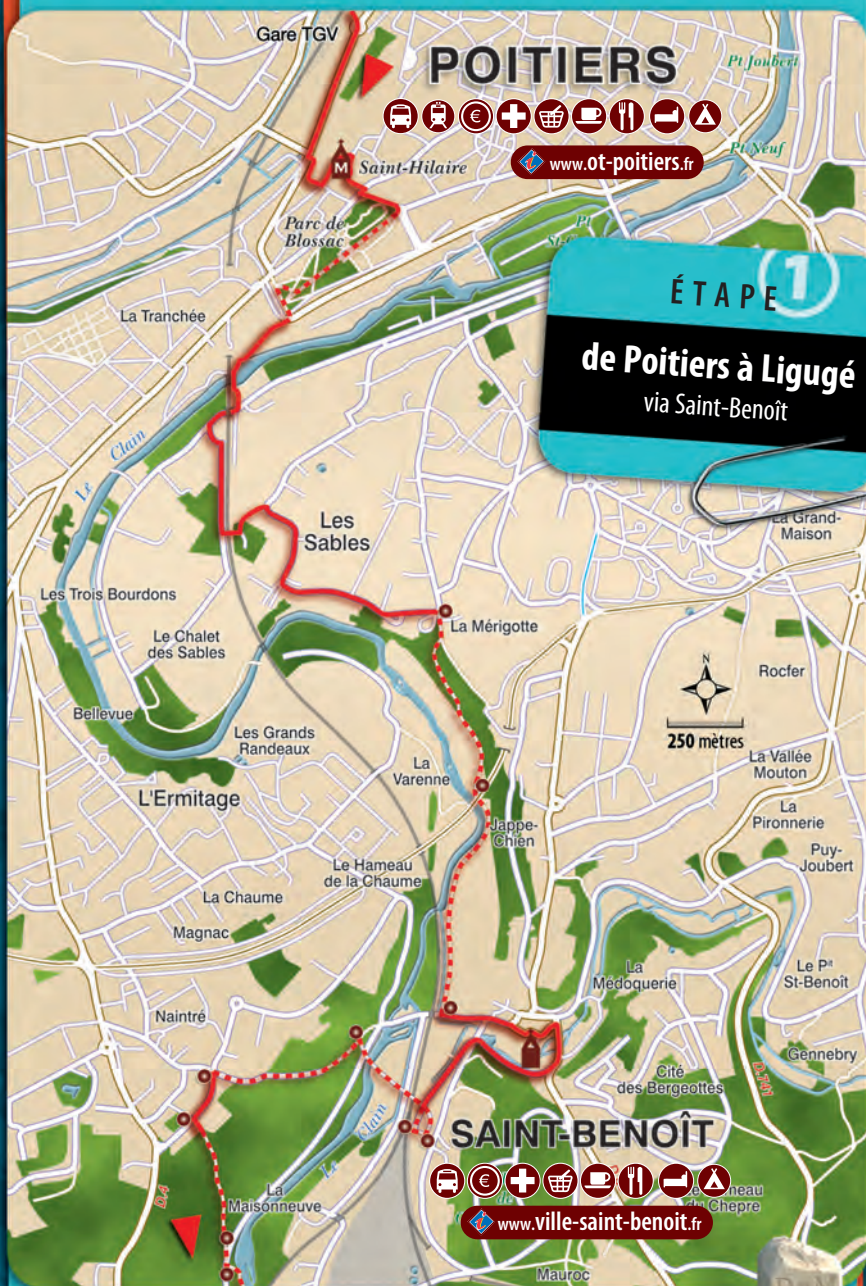 Gare TGV
POITIERS
Pt Joubert
€
www.ot-poitiers.fr
Pt Neuf
M
Saint-Hilaire
Parc de
Blossac
Pt
ÉTAPE 1
de Poitiers à Ligugé
via Saint-Benoît
La Tranchée
Le Clain
Les
Sables
La Grand-
Maison
Les Trois Bourdons
La Mérigotte
Le Chalet
des Sables
N
Rocfer
250 mètres
Bellevue
Les Grands
Randeaux
La
Varenne
La Vallée
Mouton
L'Ermitage
La
Pironnerie
Jappe-
Chien
Puy-
Joubert
Le Hameau
de la Chaume
La Chaume
Magnac
La
Médoquerie
Le Pᵗ
St-Benoît
Naintré
Gennebry
Cité
des Bergeottes
D.741
SAINT-BENOÎT
Le Clain
€
D.4
La
Maisonneuve
du Chepre
www.ville-saint-benoit.fr
Mauroc